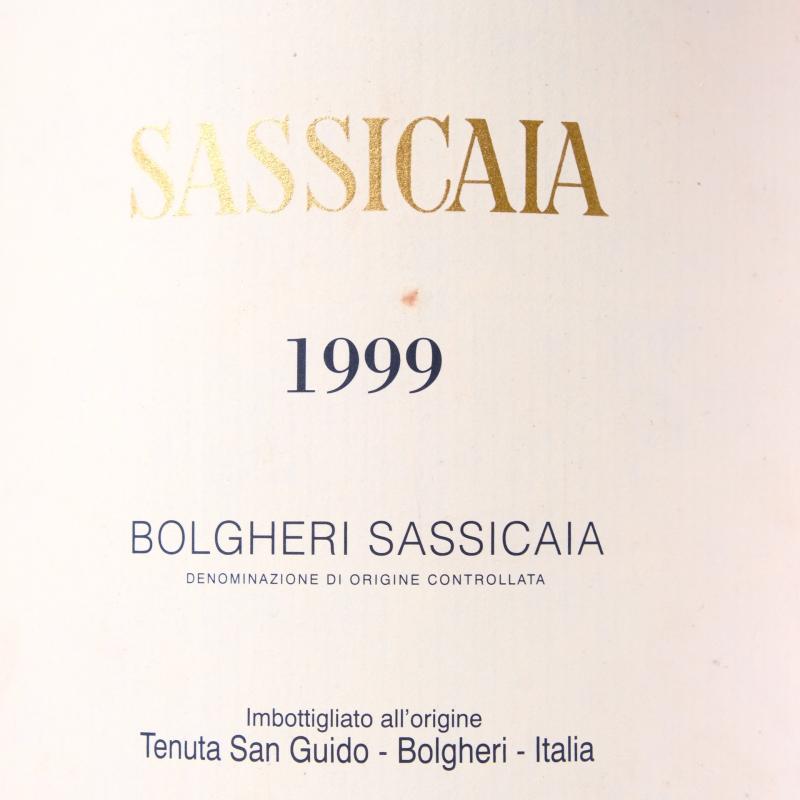 SASSICAIA
1999
BOLGHERI SASSICAIA
DENOMINAZIONE DI ORIGINE CONTROLLATA
Imbottigliato all'origine
Tenuta San Guido - Bolgheri - Italia